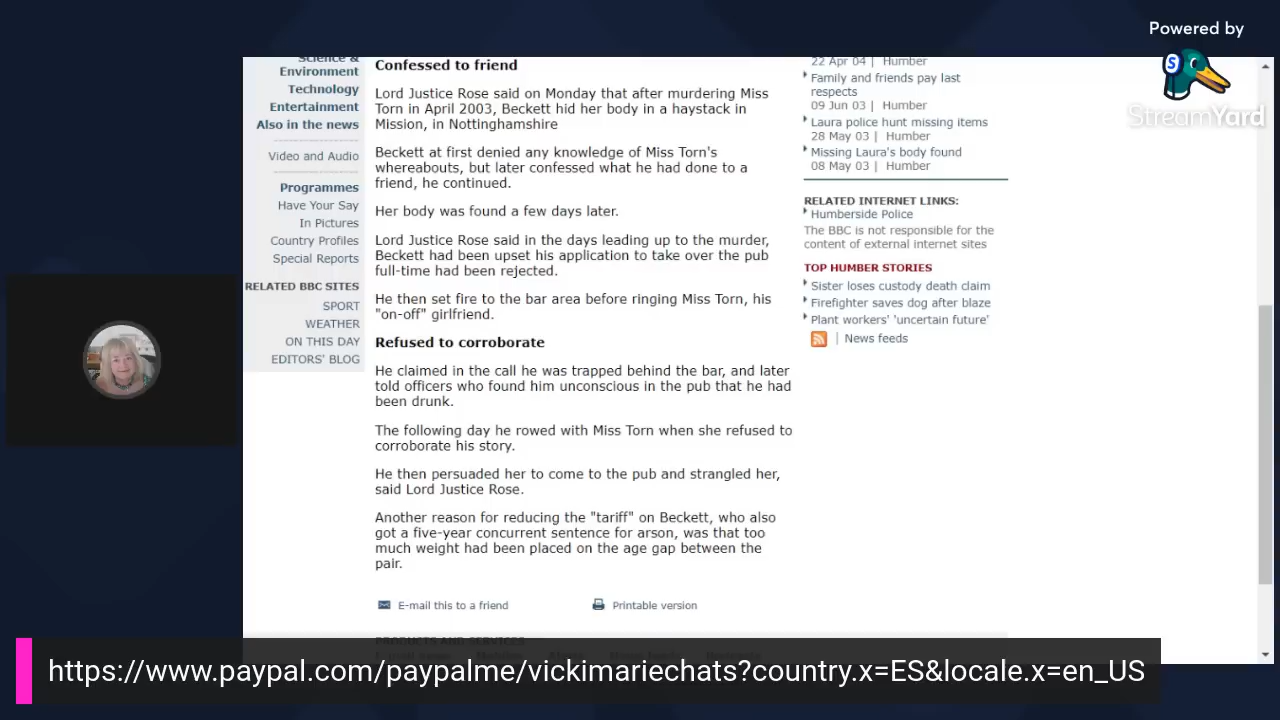 Powered by
StreamYard
Science &
Environment
Technology
Entertainment
Also in the news
Video and Audio
Programmes
Have Your Say
In Pictures
Country Profiles
Special Reports
RELATED BBC SITES
SPORT
WEATHER
ON THIS DAY
EDITORS' BLOG
Confessed to friend
Lord Justice Rose said on Monday that after murdering Miss
Torn in April 2003, Beckett hid her body in a haystack in
Mission, in Nottinghamshire
Beckett at first denied any knowledge of Miss Torn's
whereabouts, but later confessed what he had done to a
friend, he continued.
Her body was found a few days later.
Lord Justice Rose said in the days leading up to the murder,
Beckett had been upset his application to take over the pub
full-time had been rejected.
He then set fire to the bar area before ringing Miss Torn, his
"on-off" girlfriend.
Refused to corroborate
He claimed in the call he was trapped behind the bar, and later
told officers who found him unconscious in the pub that he had
been drunk.
The following day he rowed with Miss Torn when she refused to
corroborate his story.
He then persuaded her to come to the pub and strangled her,
said Lord Justice Rose.
Another reason for reducing the "tariff" on Beckett, who also
got a five-year concurrent sentence for arson, was that too
much weight had been placed on the age gap between the
pair.
E-mail this to a friend
Printable version
PRODUCTS AND SERVICES
22 Apr 04 | Humber
Family and friends pay last
respects
09 Jun 03 | Humber
Laura police hunt missing items
28 May 03 | Humber
Missing Laura's body found
08 May 03 | Humber
RELATED INTERNET LINKS:
Humberside Police
The BBC is not responsible for the
content of external internet sites
TOP HUMBER STORIES
Sister loses custody death claim
Firefighter saves dog after blaze
Plant workers' 'uncertain future'
| News feeds
https://www.paypal.com/paypalme/vickimariechats?country.x=ES&locale.x=en_US